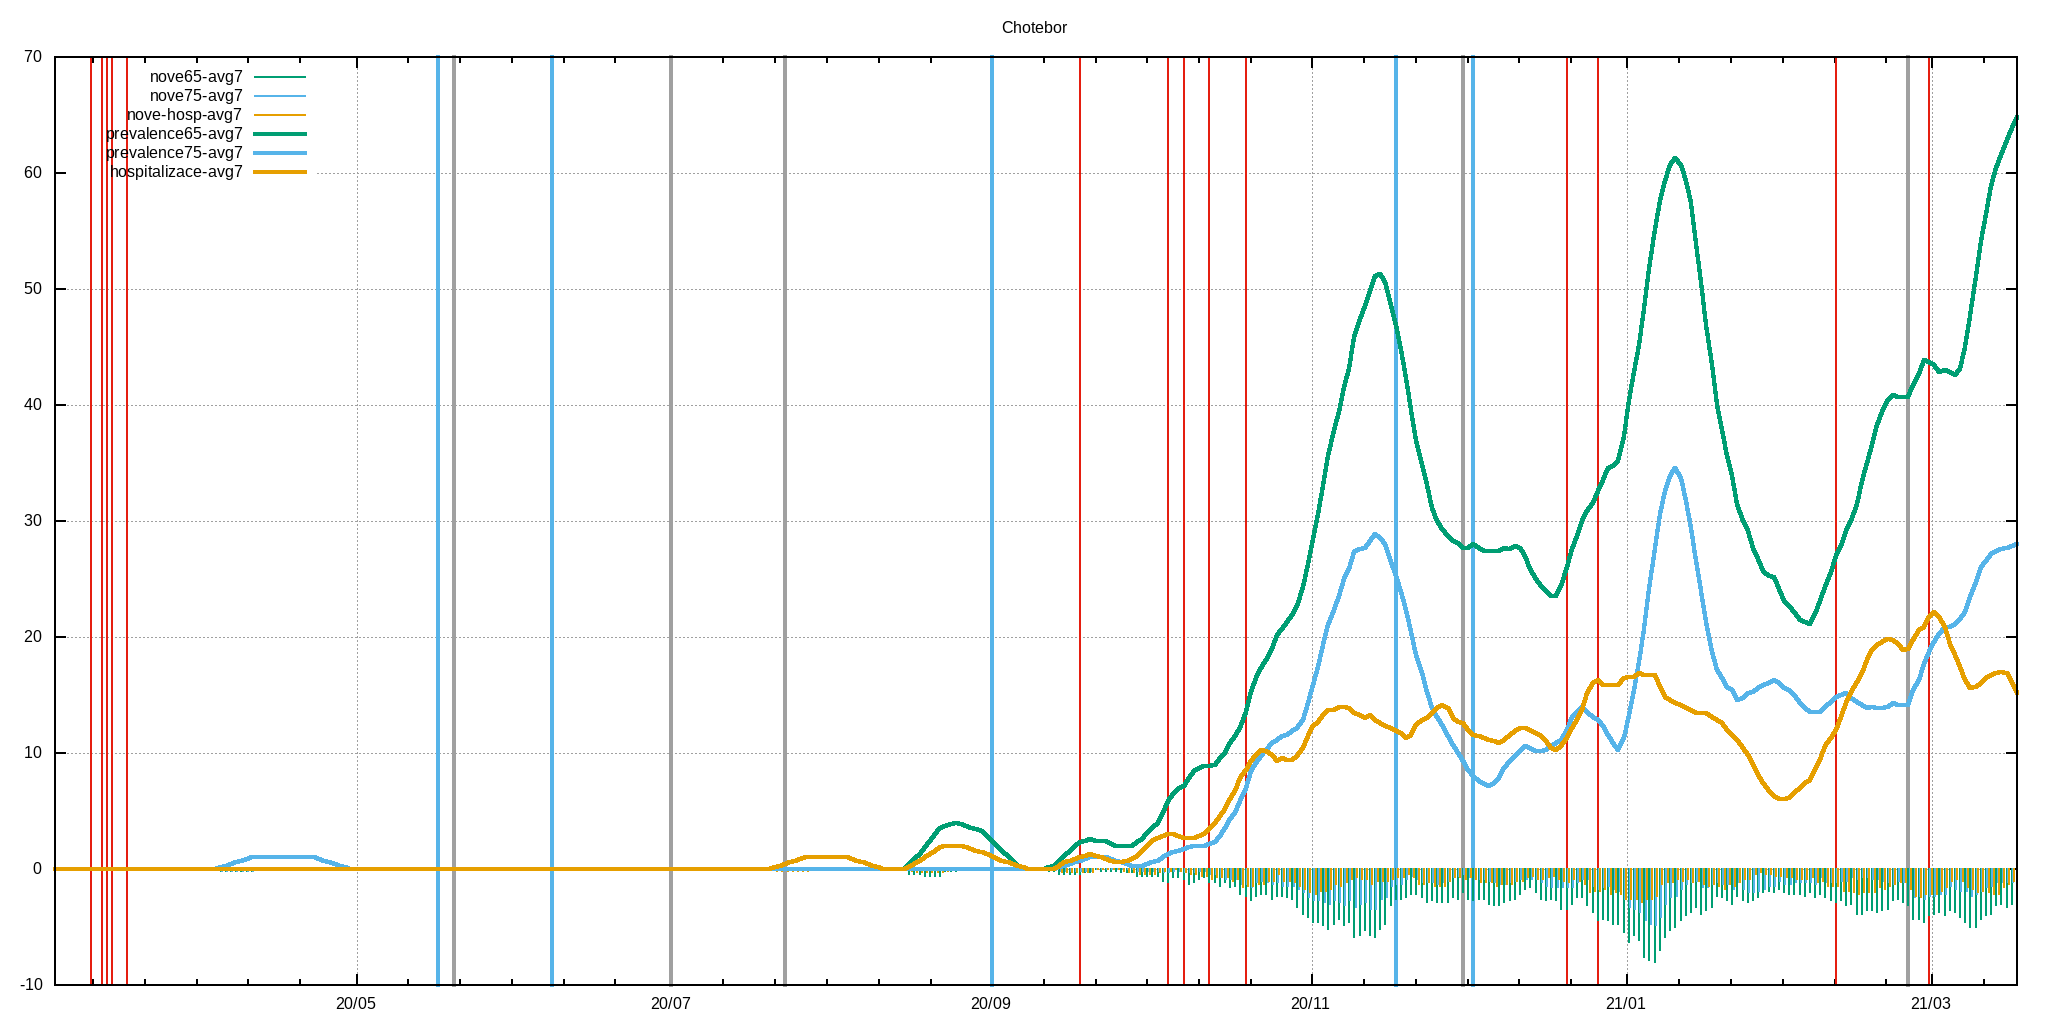 Chotebor
70
nove65-avg7
nove75-avg7
nove-hosp-avg7
prevalence65-avg7
prevalence75-avg7
hospitalizace-avg7
60
50
40
30
20
10
0
-10
20/05 20/07 20/09 20/11 21/01 21/03